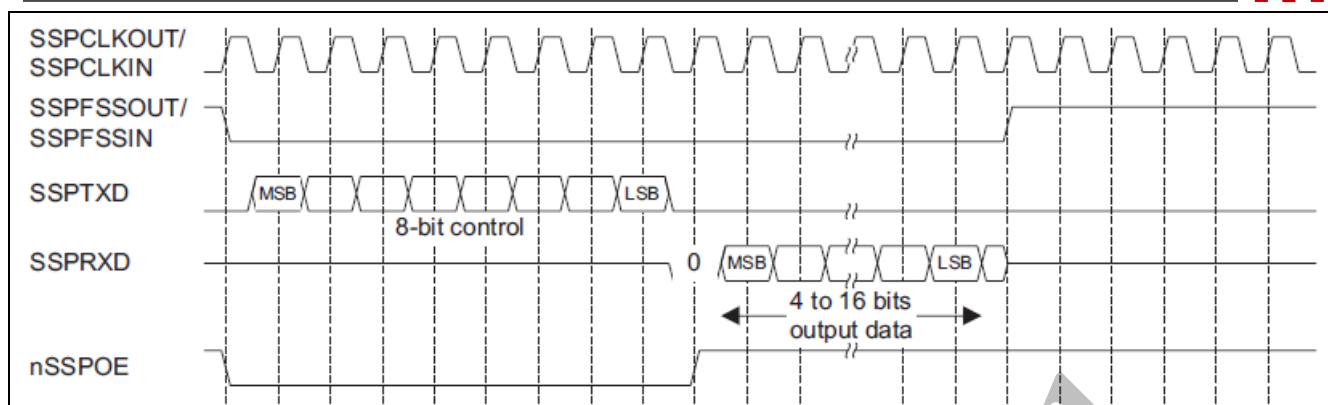 SSPCLKOUT/
SSPCLKIN
SSPFSSOUT/
SSPFSSIN
SSPTXD
MSB LSB
8-bit control
SSPRXD
0 MSB LSB
4 to 16 bits
output data
nSSPOE